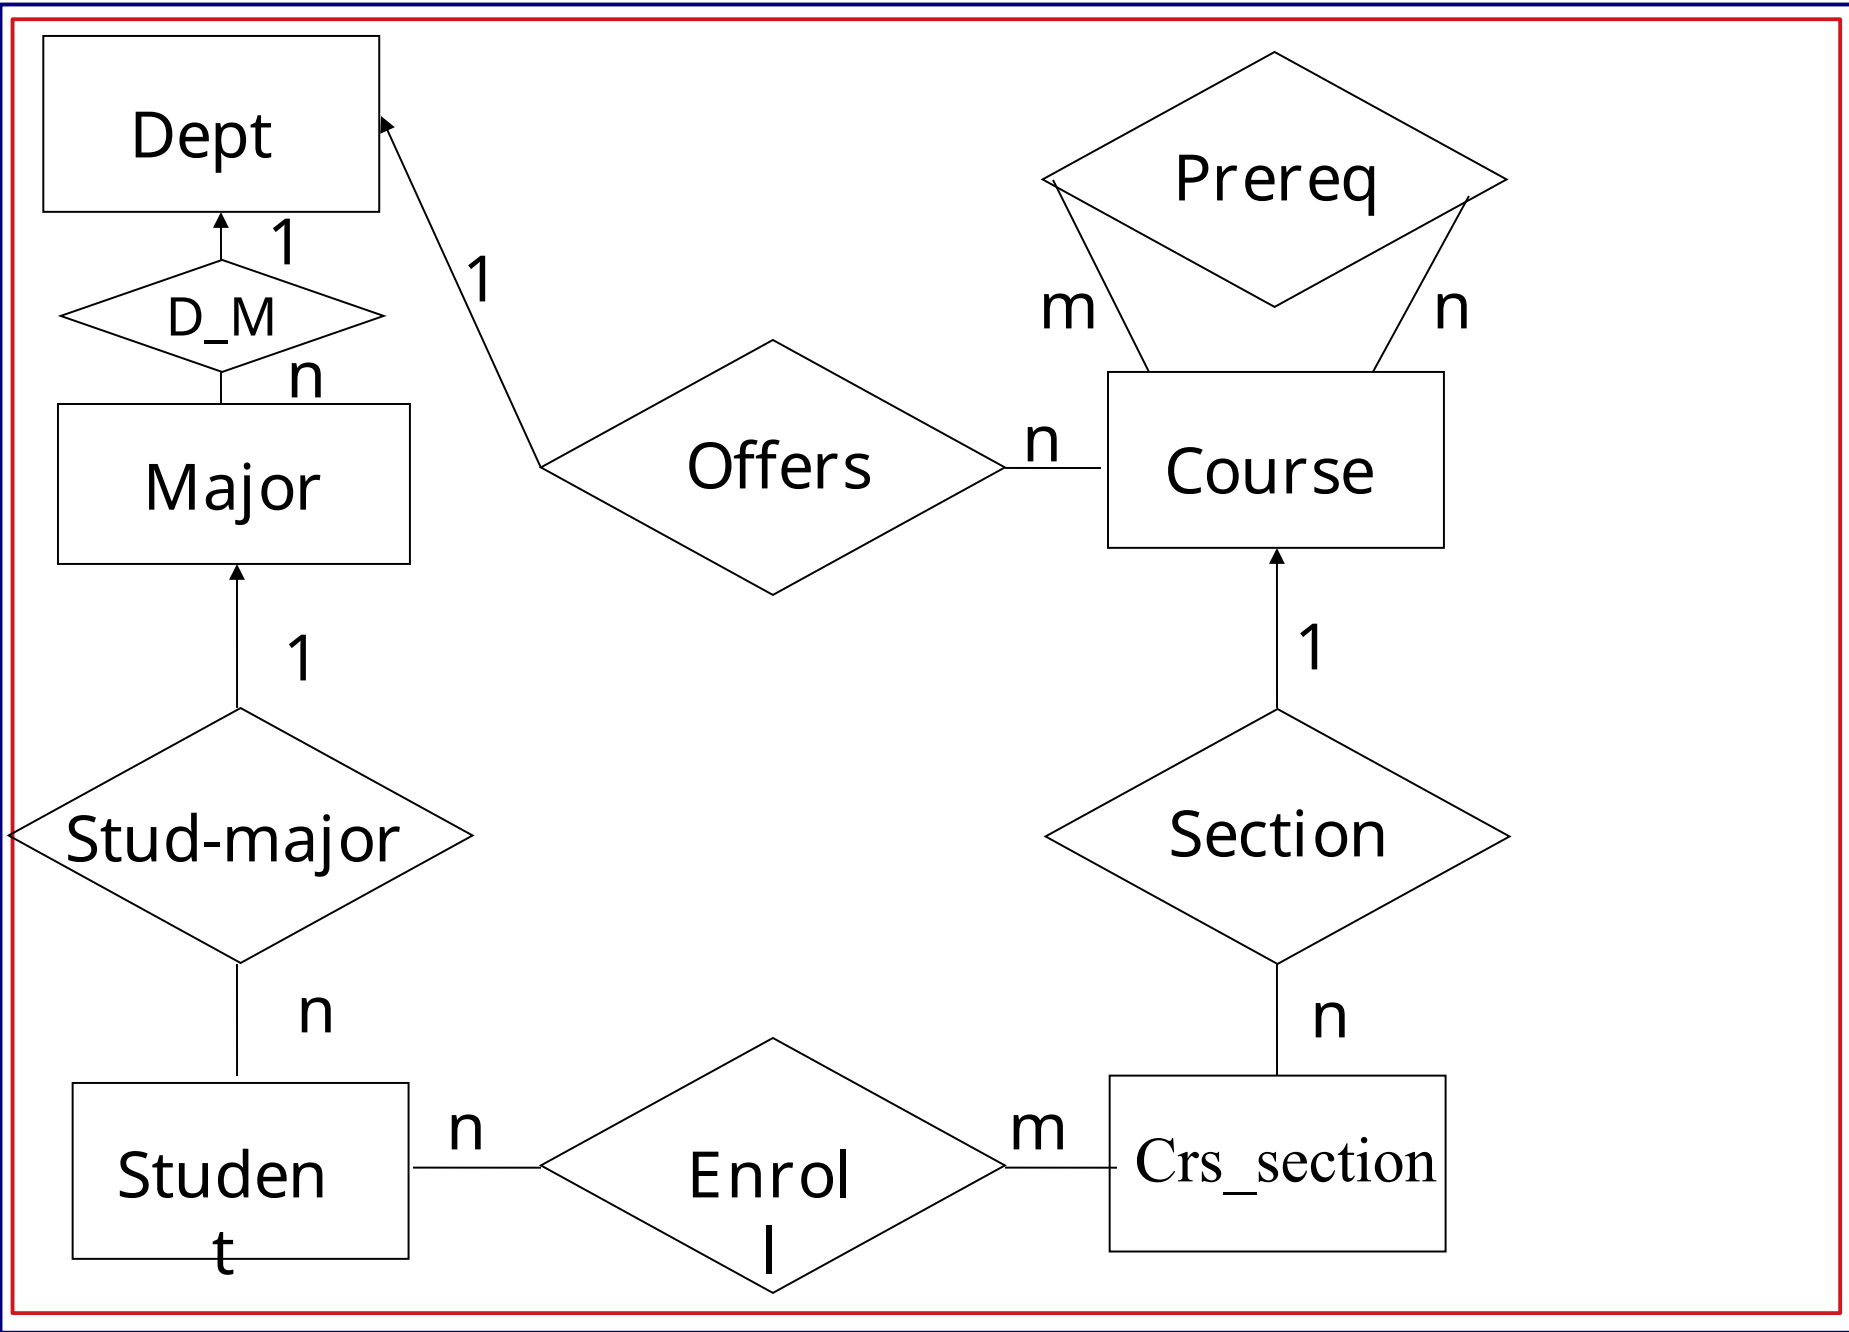 Dept
Prereq
1
1
D_M
m
n
n
Major
Offers
n
Course
1
1
Stud-major
Section
n
n
n
m
Studen
t
Enrol
l
Crs_section